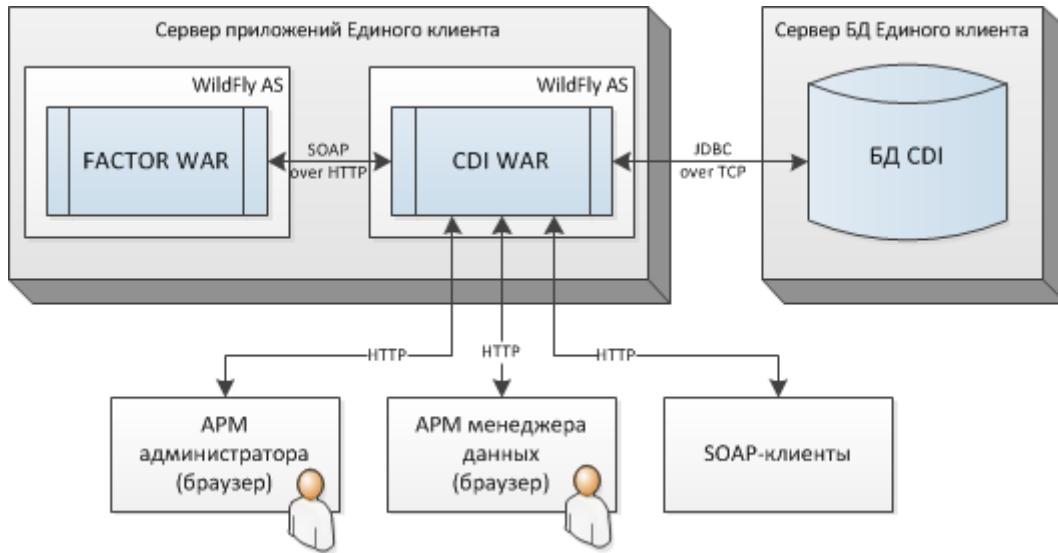 Сервер приложений Единого клиента
Сервер БД Единого клиента
WildFly AS
WildFly AS
FACTOR WAR
SOAP
over HTTP
CDI WAR
JDBC
over TCP
БД CDI
HTTP
HTTP
HTTP
АРМ
администратора
(браузер)
АРМ менеджера
данных
(браузер)
SOAP-клиенты